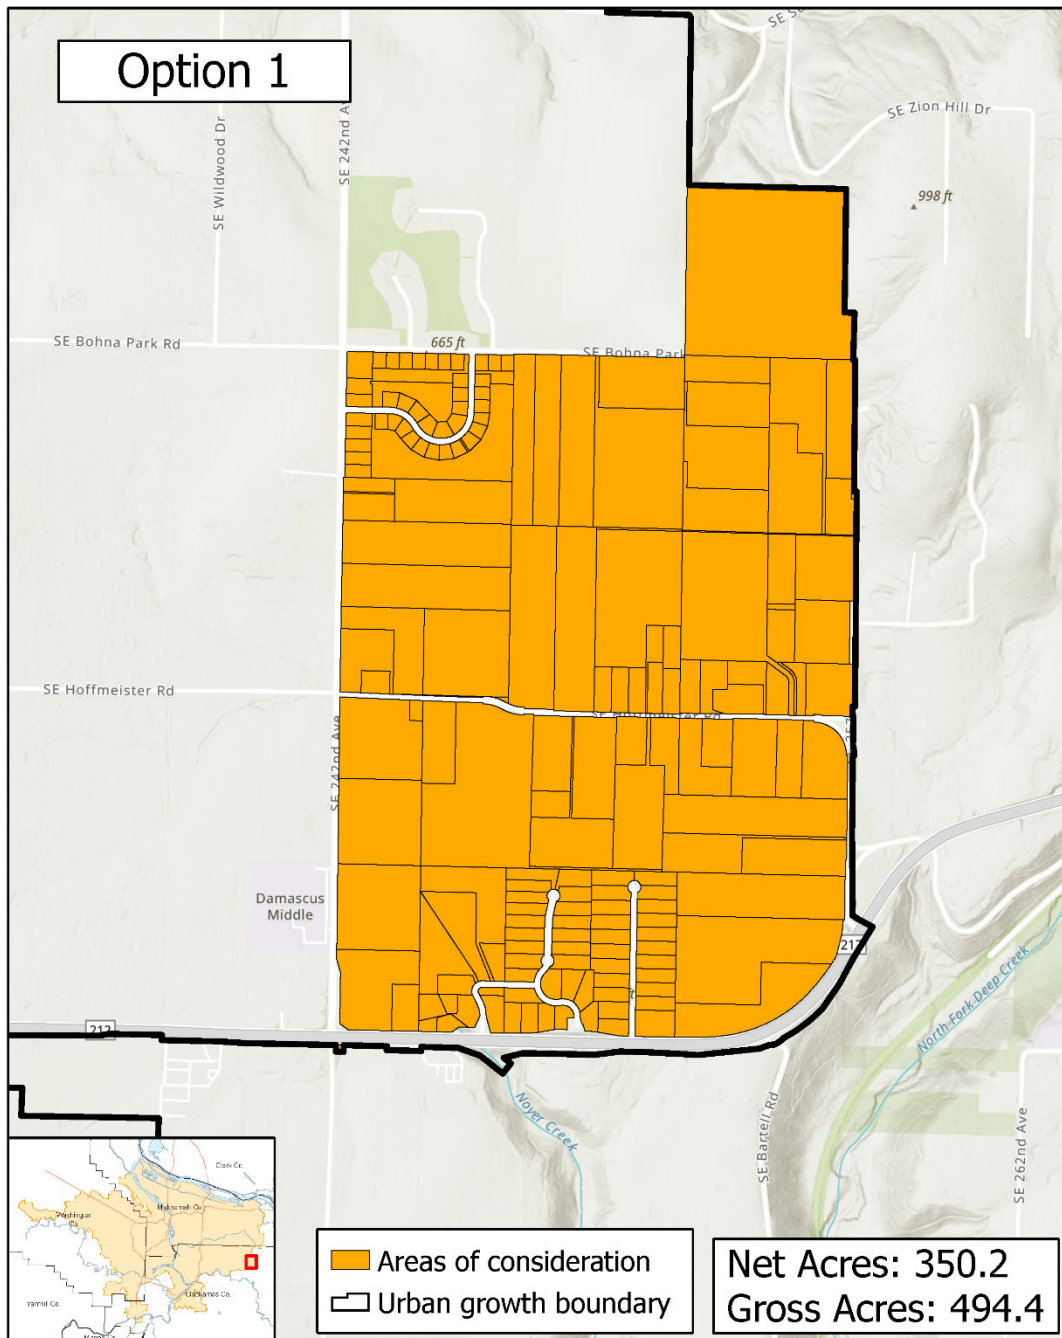 Option 1
SE Zion Hill Dr
998 ft
SE Wildwood Dr
SE 242nd Av
SE Bohna Park Rd
665 ft
SE Bohna Park
SE Hoffmeister Rd
SE 242nd Ave
Damascus
Middle
212
212
North Fork Deep Creek
Noyer Creek
SE Bartell Rd
SE 262nd Ave
Clark Co.
Multnomah Co.
Washington
Co.
Clackamas Co.
Yamhill Co.
Areas of consideration
Urban growth boundary
Net Acres: 350.2
Gross Acres: 494.4